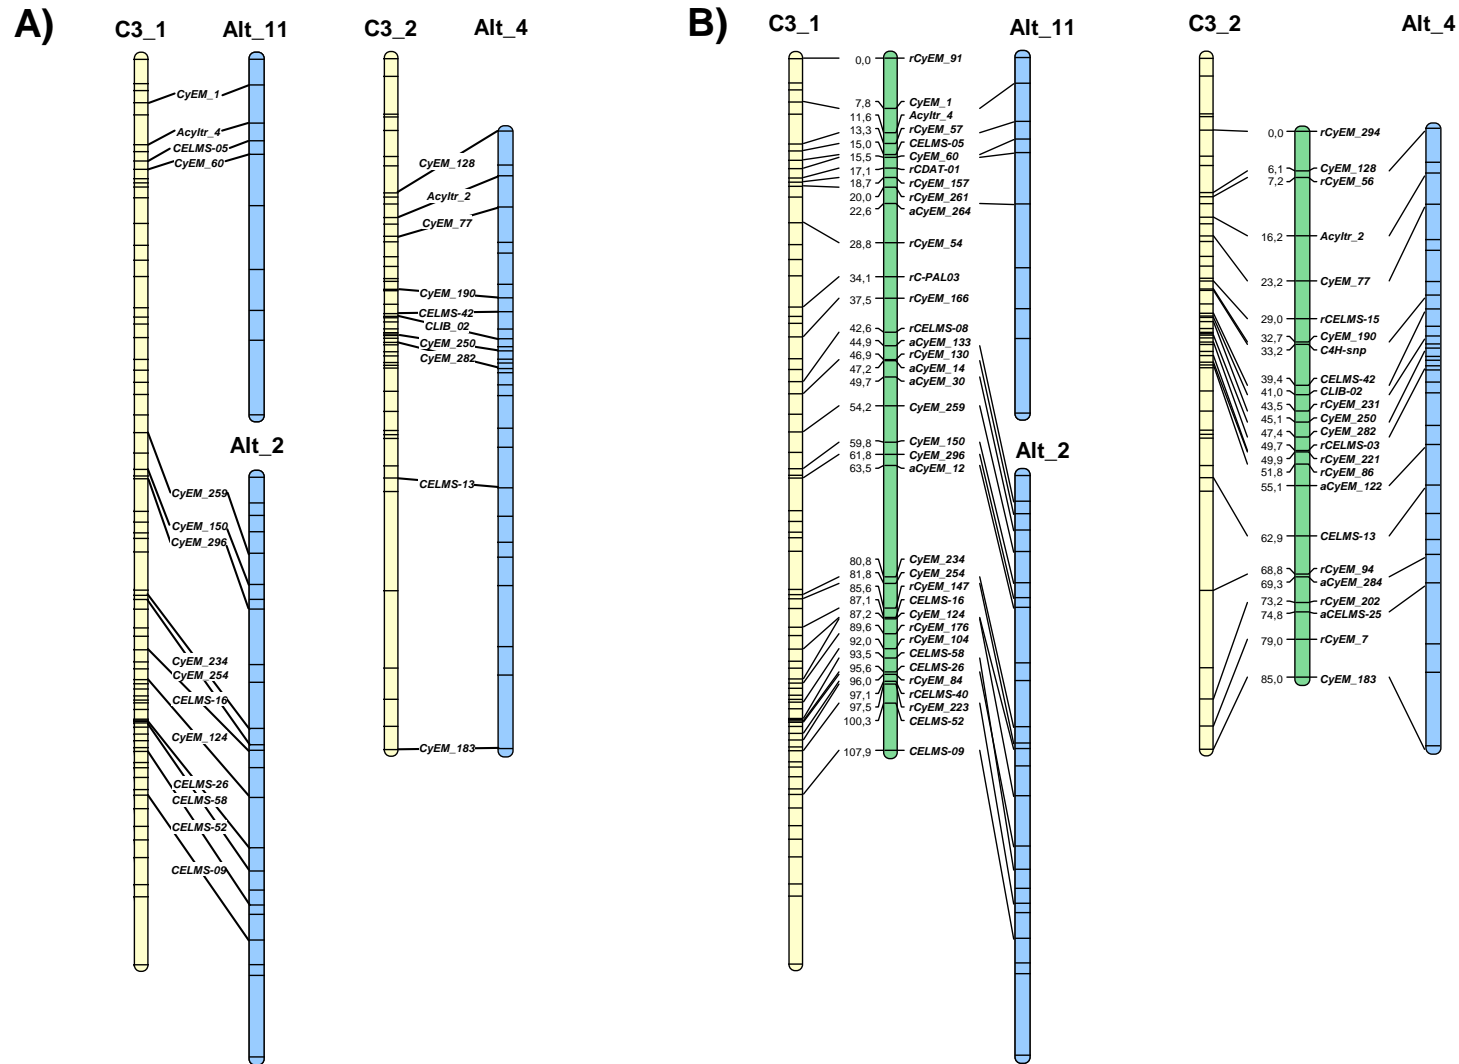 A)
C3_1
Alt_11
CyEM_1
Acyltr_4
CELMS-05
CyEM_60
Alt_2
CyEM_259
CyEM_150
CyEM_296
CyEM_234
CyEM_254
CELMS-16
CyEM_124
CELMS-26
CELMS-58
CELMS-52
CELMS-09
C3_2
Alt_4
CyEM_128
Acyltr_2
CyEM_77
CyEM_190
CELMS-42
CLIB_02
CyEM_250
CyEM_282
CELMS-13
CyEM_183
B)
C3_1
Alt_11
0,0 rCyEM_91
7,8 CyEM_1
11,6 Acyltr_4
13,3 rCyEM_57
15,0 CELMS-05
15,5 CyEM_60
17,1 rCDAT-01
18,7 rCyEM_157
20,0 rCyEM_261
22,6 aCyEM_264
28,8 rCyEM_54
34,1 rC-PAL03
37,5 rCyEM_166
42,6 rCELMS-08
44,9 aCyEM_133
46,9 rCyEM_130
47,2 aCyEM_14
49,7 aCyEM_30
54,2 CyEM_259
59,8 CyEM_150
61,8 CyEM_296
63,5 aCyEM_12
Alt_2
80,8 CyEM_234
81,8 CyEM_254
85,6 rCyEM_147
87,1 CELMS-16
87,2 CyEM_124
89,6 rCyEM_176
92,0 rCyEM_104
93,5 CELMS-58
95,6 CELMS-26
96,0 rCyEM_84
97,1 rCELMS-40
97,5 rCyEM_223
100,3 CELMS-52
107,9 CELMS-09
C3_2
Alt_4
0,0 rCyEM_294
6,1 CyEM_128
7,2 rCyEM_56
16,2 Acyltr_2
23,2 CyEM_77
29,0 rCELMS-15
32,7 CyEM_190
33,2 C4H-snp
39,4 CELMS-42
41,0 CLIB-02
43,5 rCyEM_231
45,1 CyEM_250
47,4 CyEM_282
49,7 rCELMS-03
49,9 rCyEM_221
51,8 rCyEM_86
55,1 aCyEM_122
62,9 CELMS-13
68,8 rCyEM_94
69,3 aCyEM_284
73,2 rCyEM_202
74,8 aCELMS-25
79,0 rCyEM_7
85,0 CyEM_183